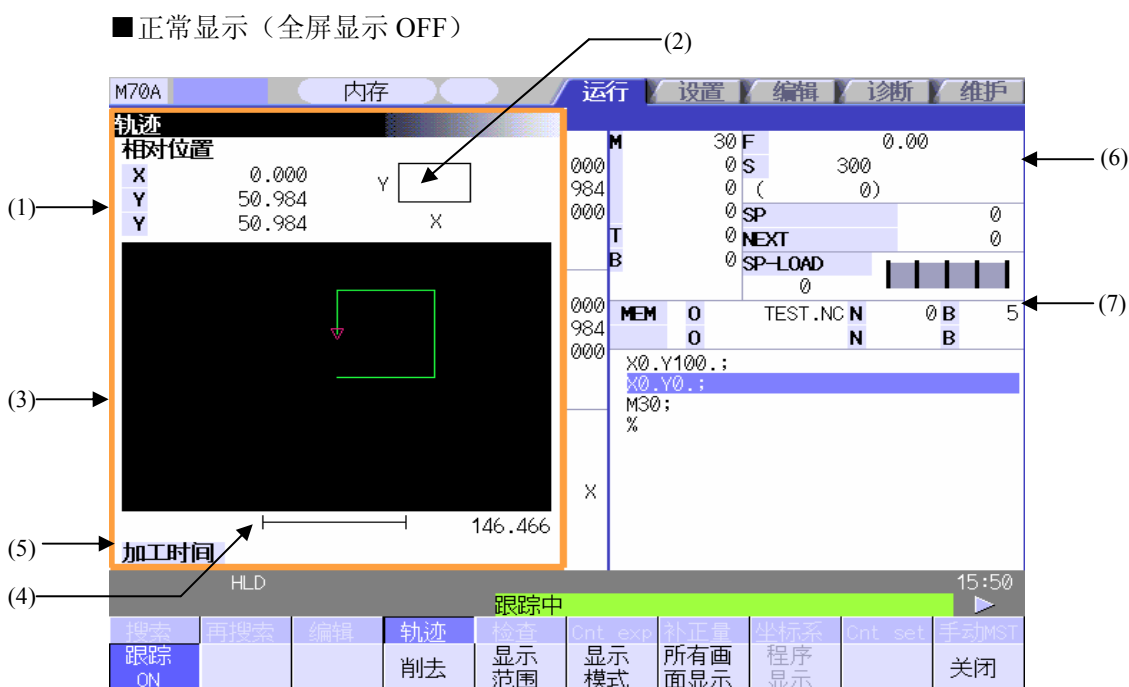 ■正常显示（全屏显示 OFF）
(2)
M70A 内存 运行 设置 编辑 诊断 维护
轨迹
相对位置
X 0.000
Y 50.984
Y 50.984
Y
X
(1)
(3)
146.466
(5)
加工时间
(4)
000
984
000
000
984
000
X
M 30
0
0
0
T 0
B 0
F 0.00
S 300
( 0)
SP 0
NEXT 0
SP-LOAD
0
(6)
(7)
MEM O TEST.NC N 0 B 5
O N B
X0.Y100.;
X0.Y0.;
M30;
%
HLD 15:50
跟踪中
搜索 再搜索 编辑 轨迹 检查 Cnt exp 补正量 坐标系 Cnt set 手动MST
跟踪ON 削去 显示范围 显示模式 所有画面显示 程序显示 关闭